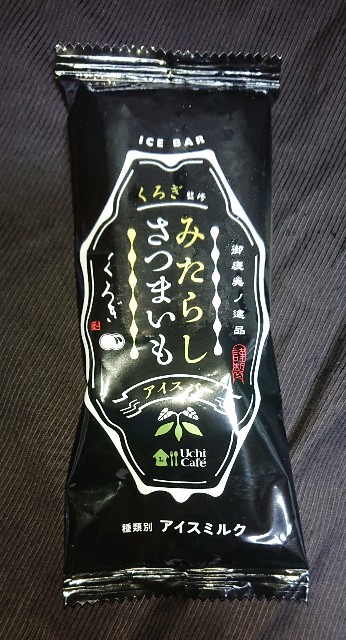 ICE BAR
くろぎ 監修
みたらし
さつまいも
御褒美ノ逸品
くろぎ
アイスバー
Uchi
Café
種類別 アイスミルク